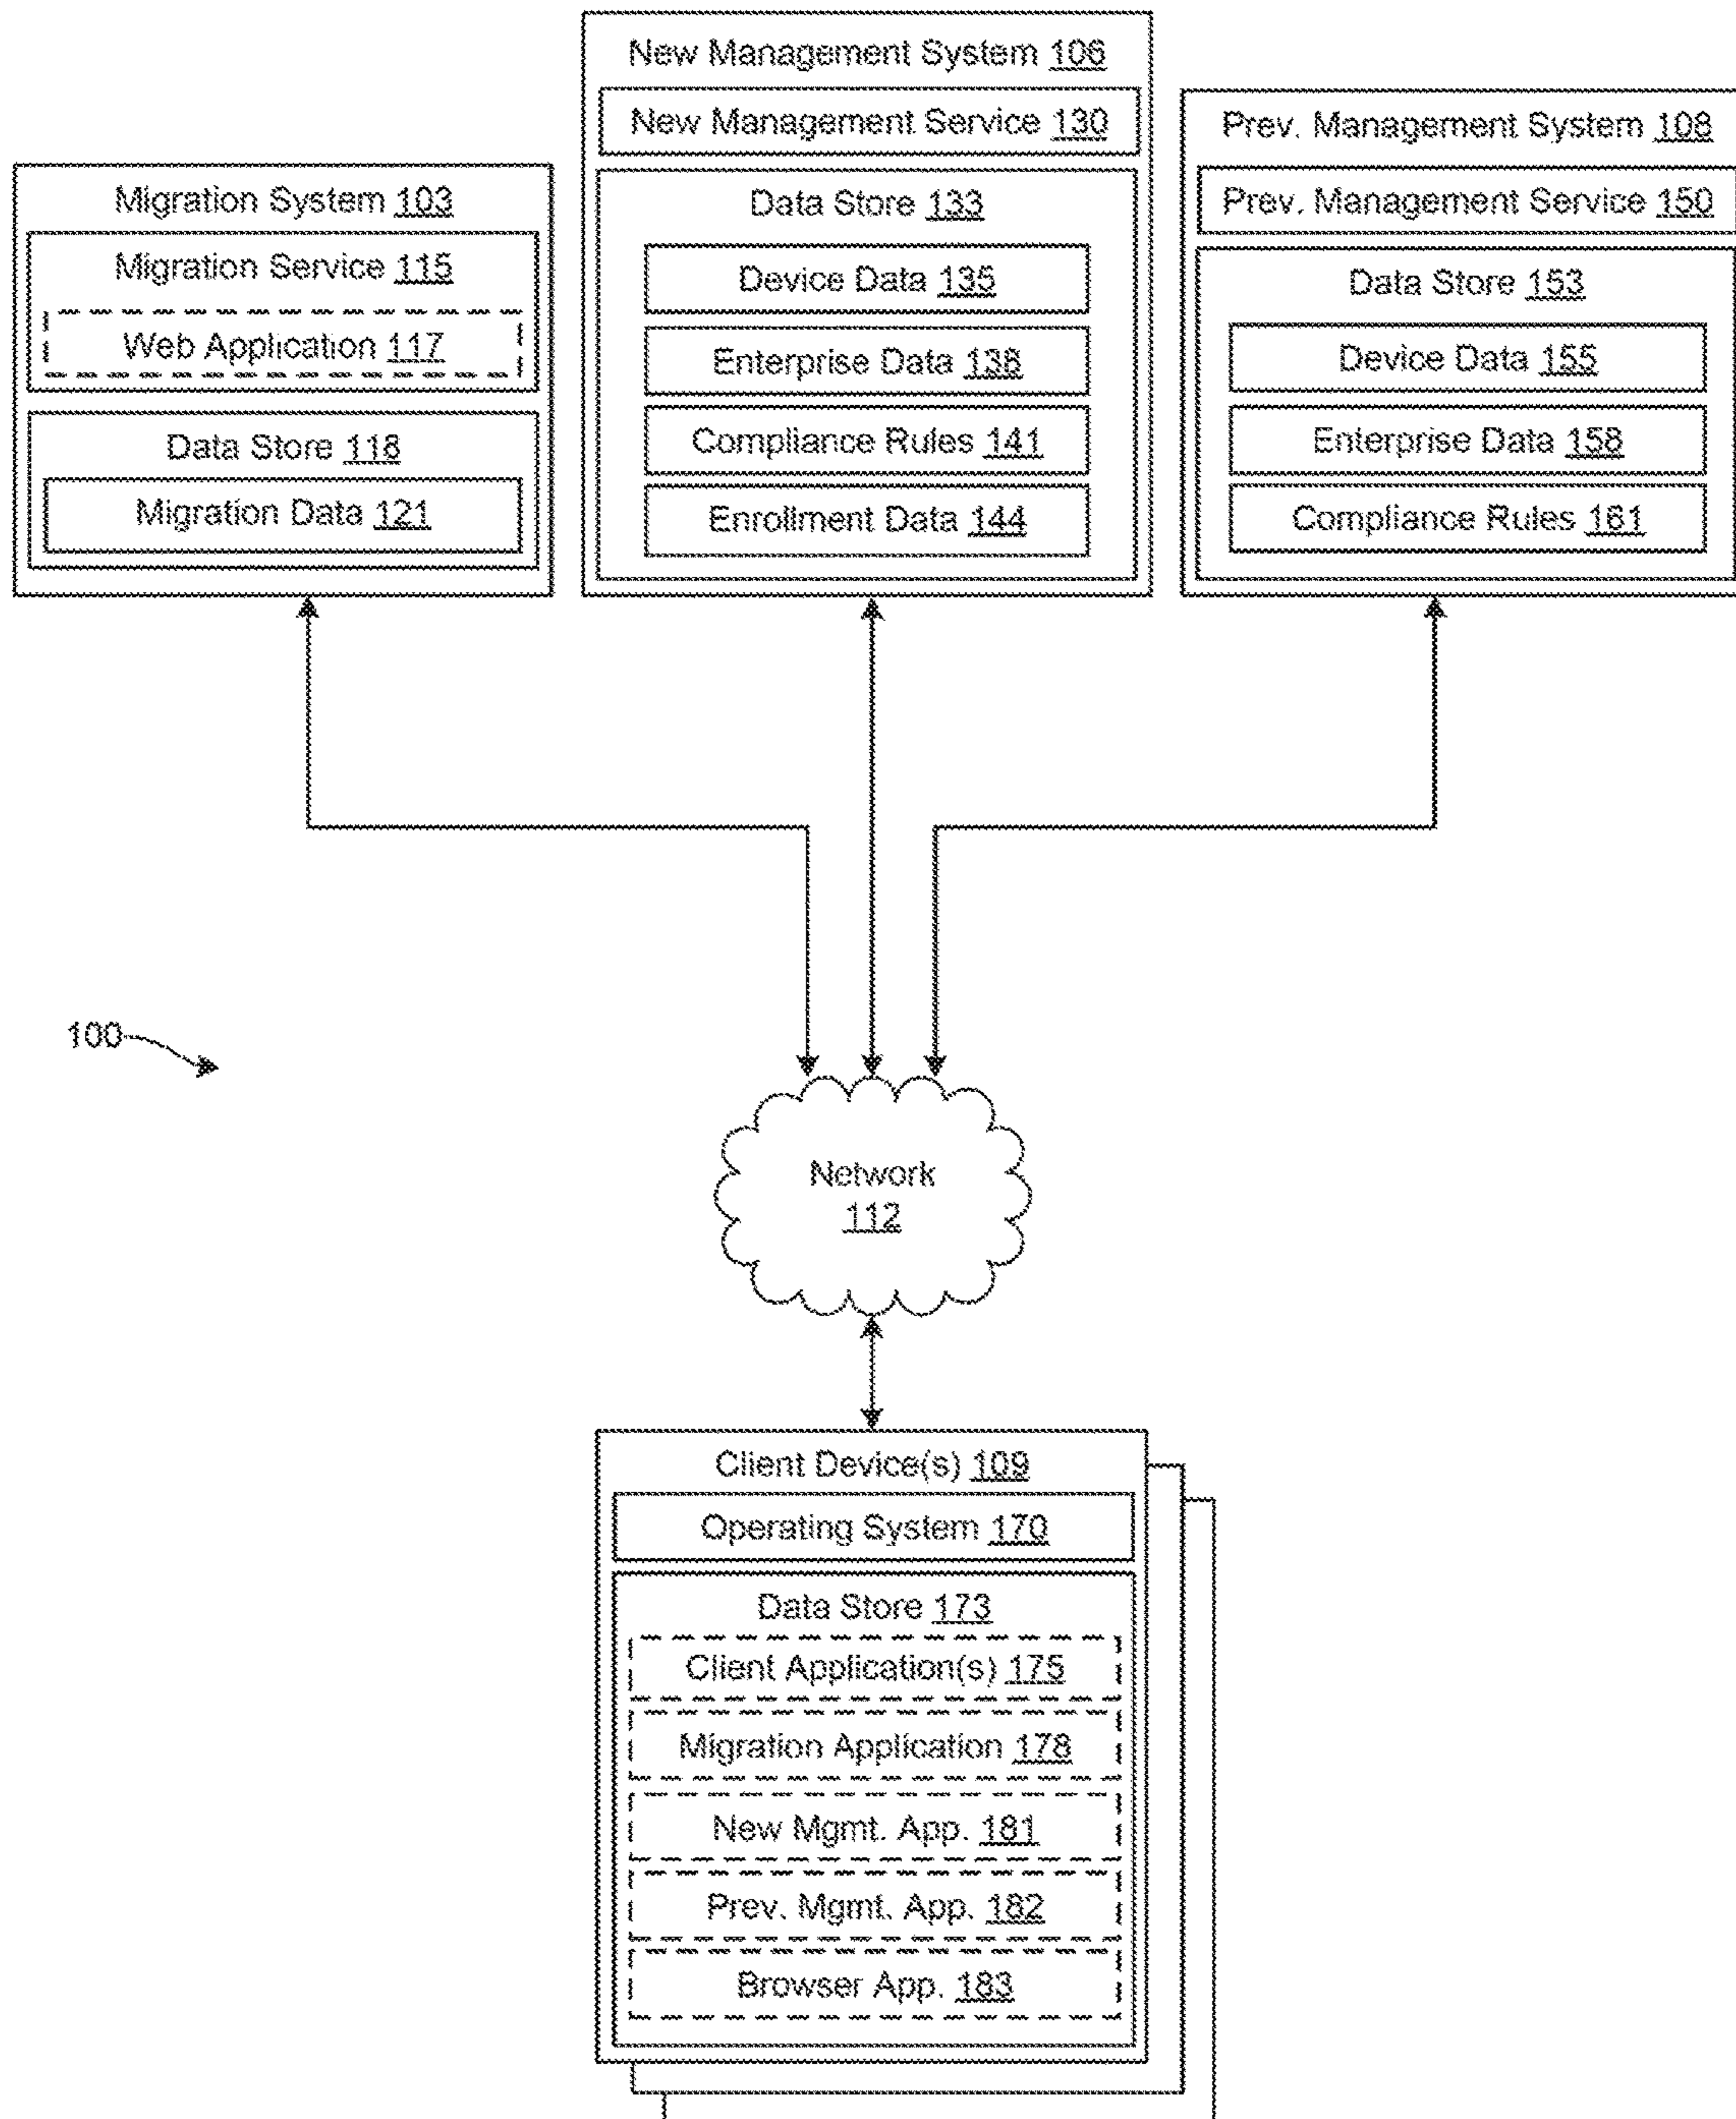 New Management System 106
New Management Service 130
Data Store 133
Device Data 135
Enterprise Data 138
Compliance Rules 141
Enrollment Data 144
Prev. Management System 108
Prev. Management Service 150
Data Store 153
Device Data 155
Enterprise Data 158
Compliance Rules 161
Migration System 103
Migration Service 115
Web Application 117
Data Store 118
Migration Data 121
100
Network
112
Client Device(s) 109
Operating System 170
Data Store 173
Client Application(s) 175
Migration Application 178
New Mgmt. App. 181
Prev. Mgmt. App. 182
Browser App. 183